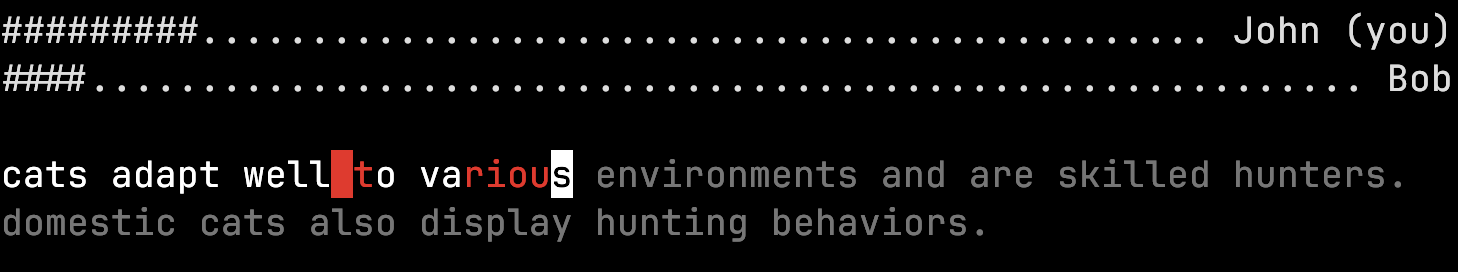 #########.............................................. John (you)
####.......................................................... Bob
cats adapt well to various environments and are skilled hunters.
domestic cats also display hunting behaviors.